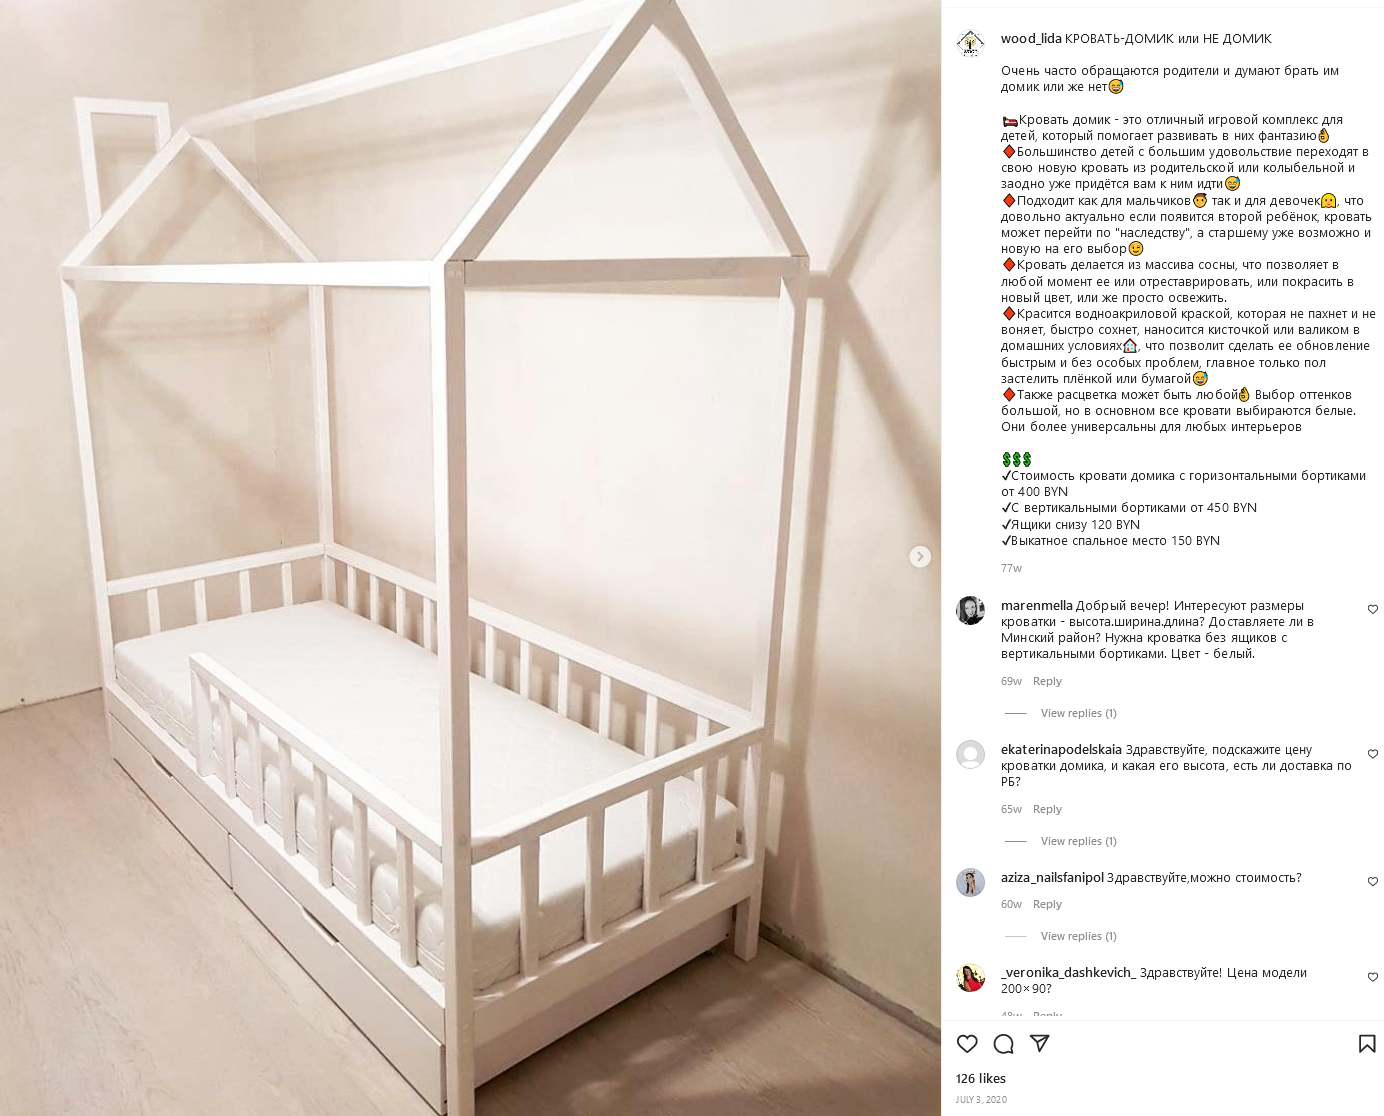 wood_lida КРОВАТЬ-ДОМИК или НЕ ДОМИК
Очень часто обращаются родители и думают брать им
домик или же нет😅
🛏️Кровать домик - это отличный игровой комплекс для
детей, который помогает развивать в них фантазию👌
♦️Большинство детей с большим удовольствие переходят в
свою новую кровать из родительской или колыбельной и
заодно уже придётся вам к ним идти😅
♦️Подходит как для мальчиков👦 так и для девочек👧, что
довольно актуально если появится второй ребёнок, кровать
может перейти по "наследству", а старшему уже возможно и
новую на его выбор😉
♦️Кровать делается из массива сосны, что позволяет в
любой момент ее или отреставрировать, или покрасить в
новый цвет, или же просто освежить.
♦️Красится водноакриловой краской, которая не пахнет и не
воняет, быстро сохнет, наносится кисточкой или валиком в
домашних условиях🏠, что позволит сделать ее обновление
быстрым и без особых проблем, главное только пол
застелить плёнкой или бумагой😅
♦️Также расцветка может быть любой👌 Выбор оттенков
большой, но в основном все кровати выбираются белые.
Они более универсальны для любых интерьеров
💲💲💲
✔Стоимость кровати домика с горизонтальными бортиками
от 400 BYN
✔С вертикальными бортиками от 450 BYN
✔Ящики снизу 120 BYN
✔Выкатное спальное место 150 BYN
77w
marenmella Добрый вечер! Интересуют размеры
кроватки - высота.ширина.длина? Доставляете ли в
Минский район? Нужна кроватка без ящиков с
вертикальными бортиками. Цвет - белый.
69w Reply
View replies (1)
ekaterinapodelskaia Здравствуйте, подскажите цену
кроватки домика, и какая его высота, есть ли доставка по
РБ?
65w Reply
View replies (1)
aziza_nailsfanipol Здравствуйте,можно стоимость?
60w Reply
View replies (1)
_veronika_dashkevich_ Здравствуйте! Цена модели
200×90?
48w Reply
126 likes
JULY 3, 2020